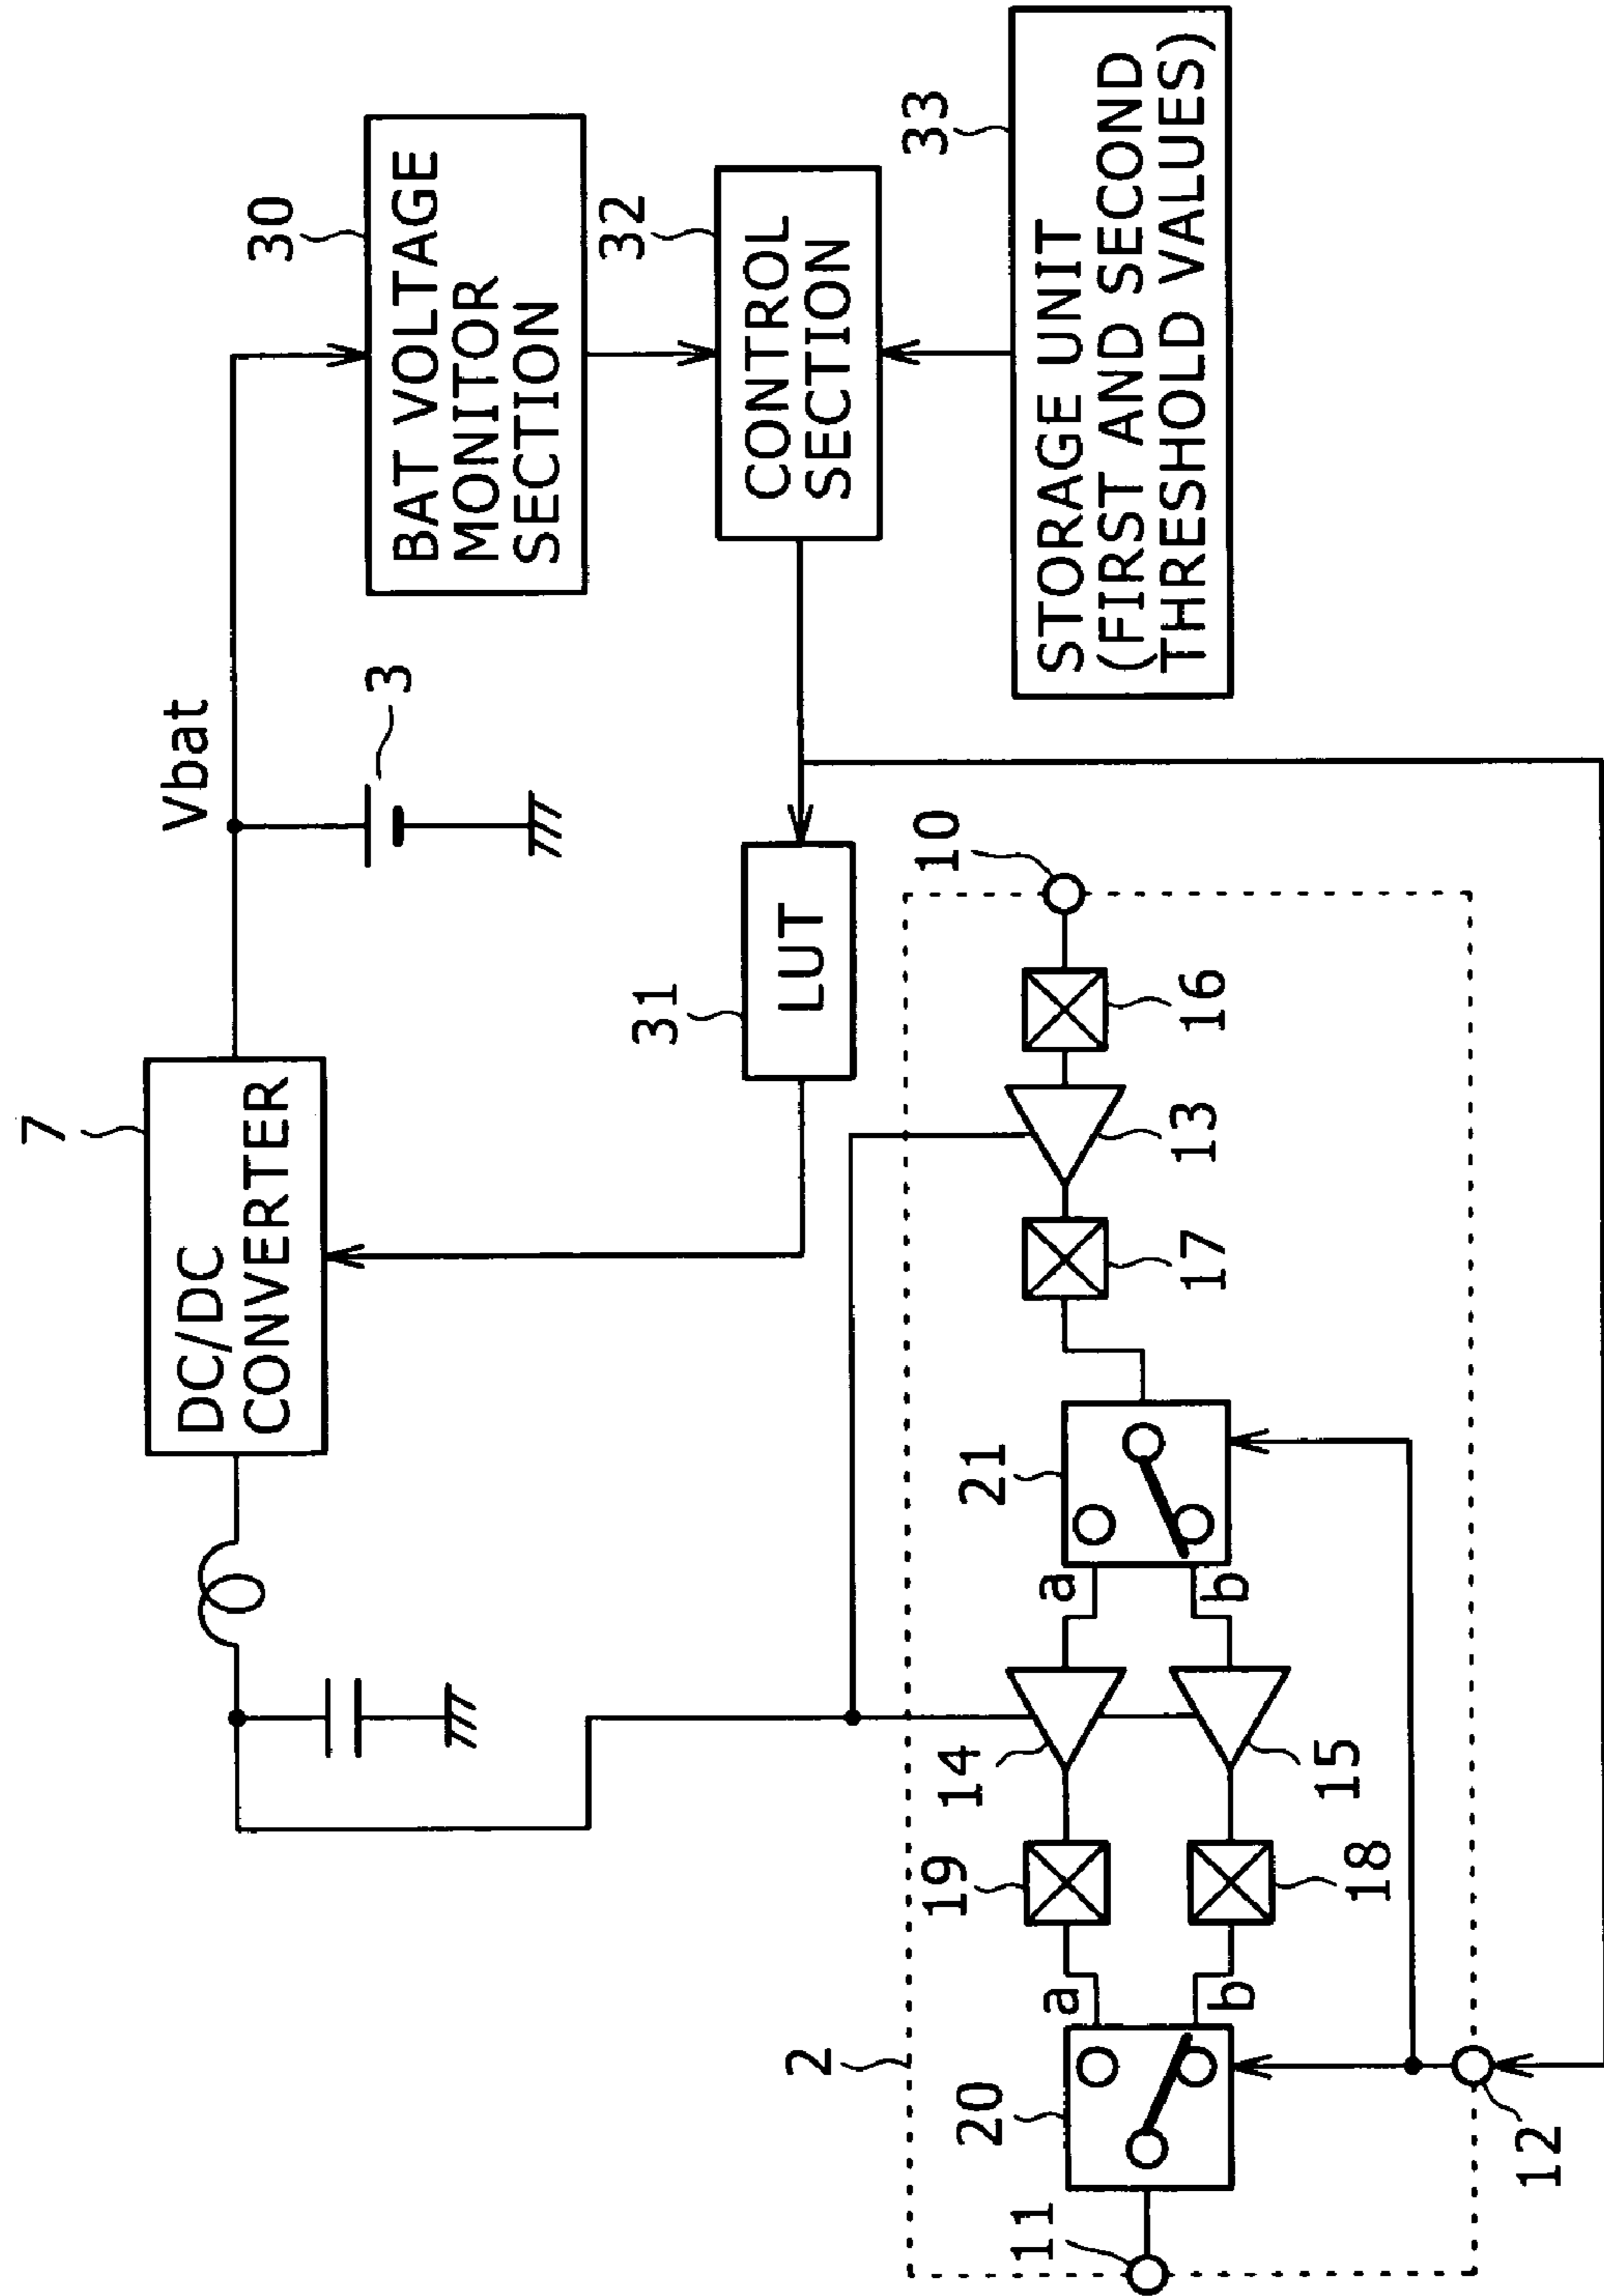 7
DC/DC
CONVERTER
Vbat
3
30
BAT VOLTAGE
MONITOR
SECTION
32
CONTROL
SECTION
33
STORAGE UNIT
(FIRST AND SECOND
THRESHOLD VALUES)
31
LUT
2
10
16
13
17
21
a
b
14
15
19
18
a
b
20
11
12